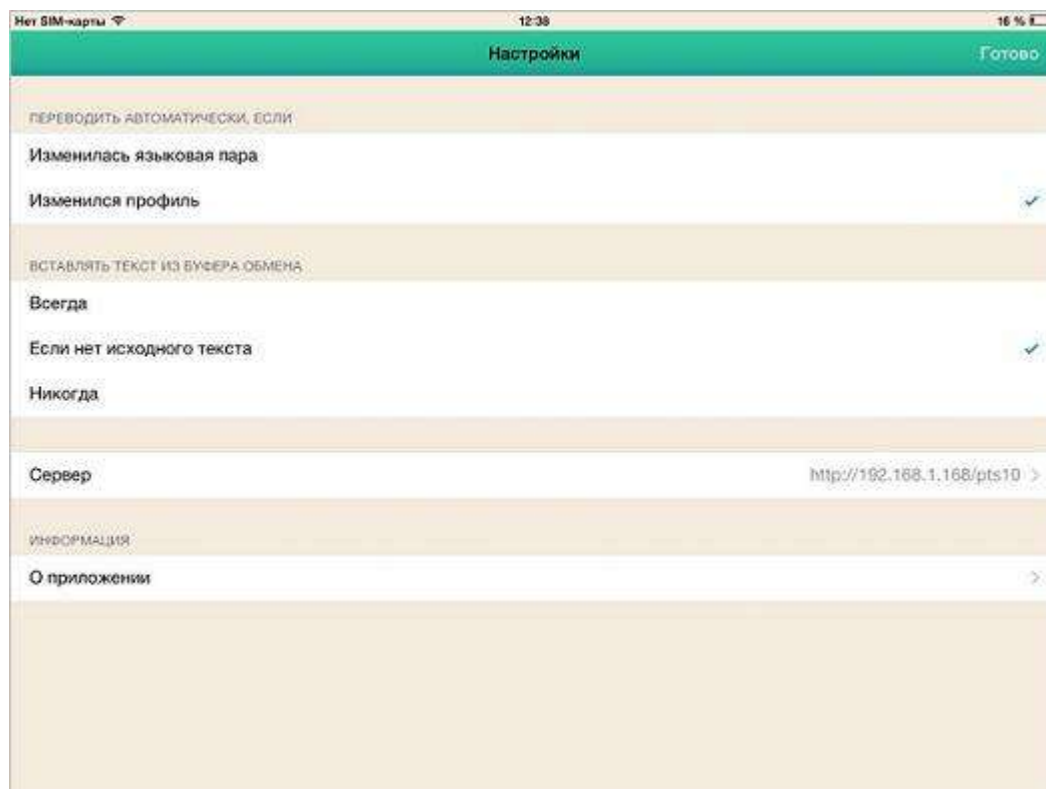 Нет SIM-карты 12:38 16 %
Настройки Готово
ПЕРЕВОДИТЬ АВТОМАТИЧЕСКИ, ЕСЛИ
Изменилась языковая пара
Изменился профиль
ВСТАВЛЯТЬ ТЕКСТ ИЗ БУФЕРА ОБМЕНА
Всегда
Если нет исходного текста
Никогда
Сервер http://192.168.1.168/pts10
ИНФОРМАЦИЯ
О приложении